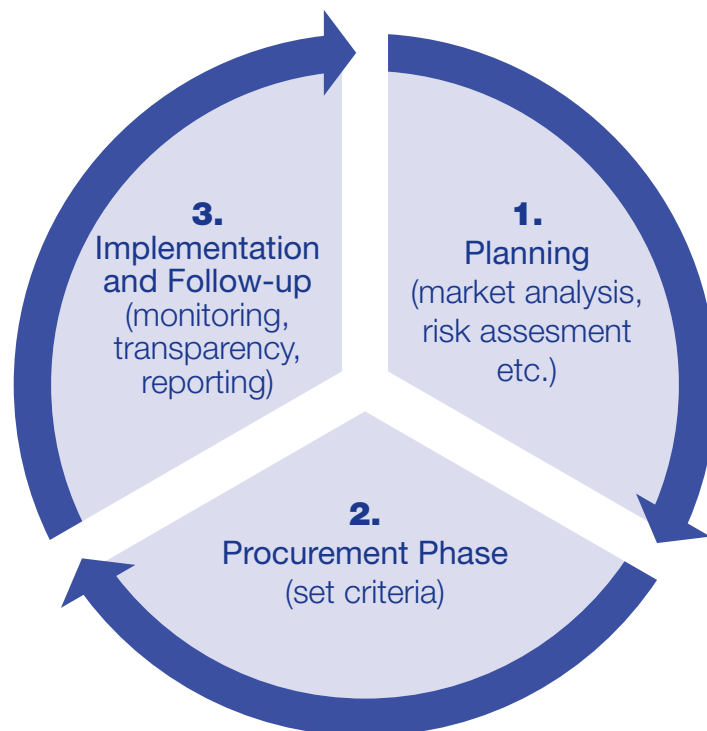 1.
Planning
(market analysis,
risk assesment
etc.)
2.
Procurement Phase
(set criteria)
3.
Implementation
and Follow-up
(monitoring,
transparency,
reporting)